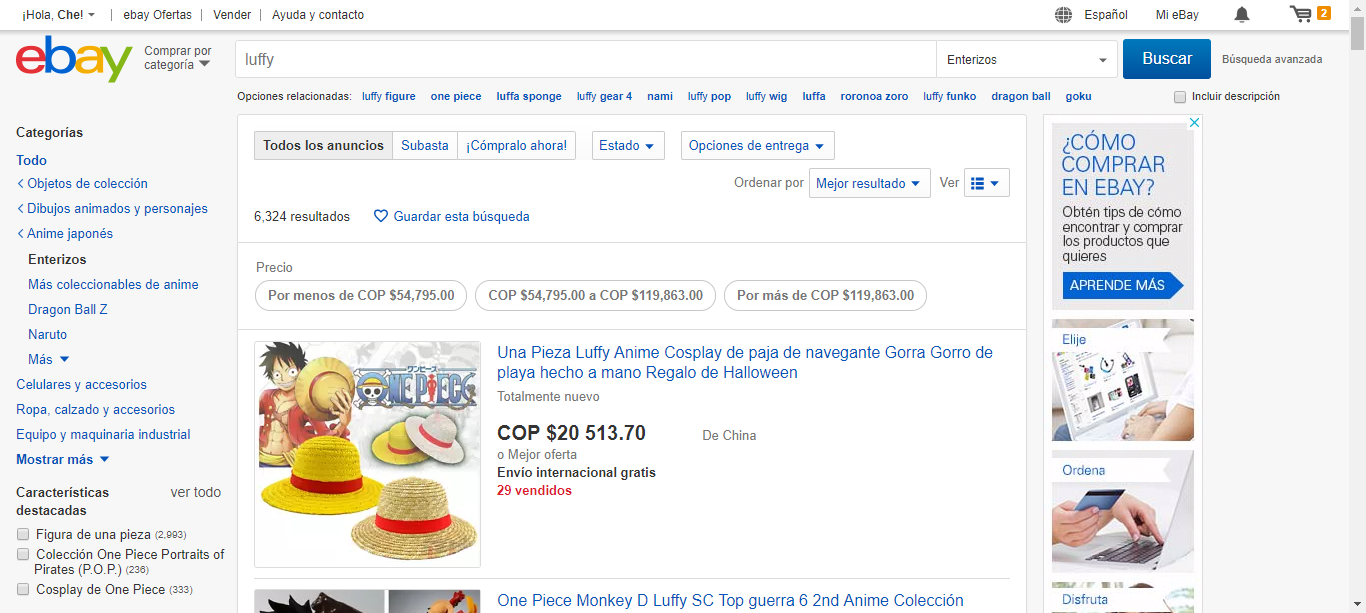 ¡Hola, Che!
ebay Ofertas
Vender
Ayuda y contacto
Español
Mi eBay
2
ebay
Comprar por
categoría
luffy
Enterizos
Buscar
Búsqueda avanzada
Opciones relacionadas: luffy figure one piece luffa sponge luffy gear 4 nami luffy pop luffy wig luffa roronoa zoro luffy funko dragon ball goku
Incluir descripción
Categorías
Todo
Objetos de colección
Dibujos animados y personajes
Anime japonés
Enterizos
Más coleccionables de anime
Dragon Ball Z
Naruto
Más
Celulares y accesorios
Ropa, calzado y accesorios
Equipo y maquinaria industrial
Mostrar más
Características
destacadas
ver todo
Figura de una pieza (2,993)
Colección One Piece Portraits of
Pirates (P.O.P.) (236)
Cosplay de One Piece (333)
Todos los anuncios
Subasta
¡Cómpralo ahora!
Estado
Opciones de entrega
Ordenar por
Mejor resultado
Ver
6,324 resultados
Guardar esta búsqueda
Precio
Por menos de COP $54,795.00
COP $54,795.00 a COP $119,863.00
Por más de COP $119,863.00
ワンピース
ONE PIECE
Una Pieza Luffy Anime Cosplay de paja de navegante Gorra Gorro de
playa hecho a mano Regalo de Halloween
Totalmente nuevo
COP $20 513.70
De China
o Mejor oferta
Envío internacional gratis
29 vendidos
One Piece Monkey D Luffy SC Top guerra 6 2nd Anime Colección
¿CÓMO
COMPRAR
EN EBAY?
Obtén tips de cómo
encontrar y comprar
los productos que
quieres
APRENDE MÁS
Elije
Ordena
Disfruta